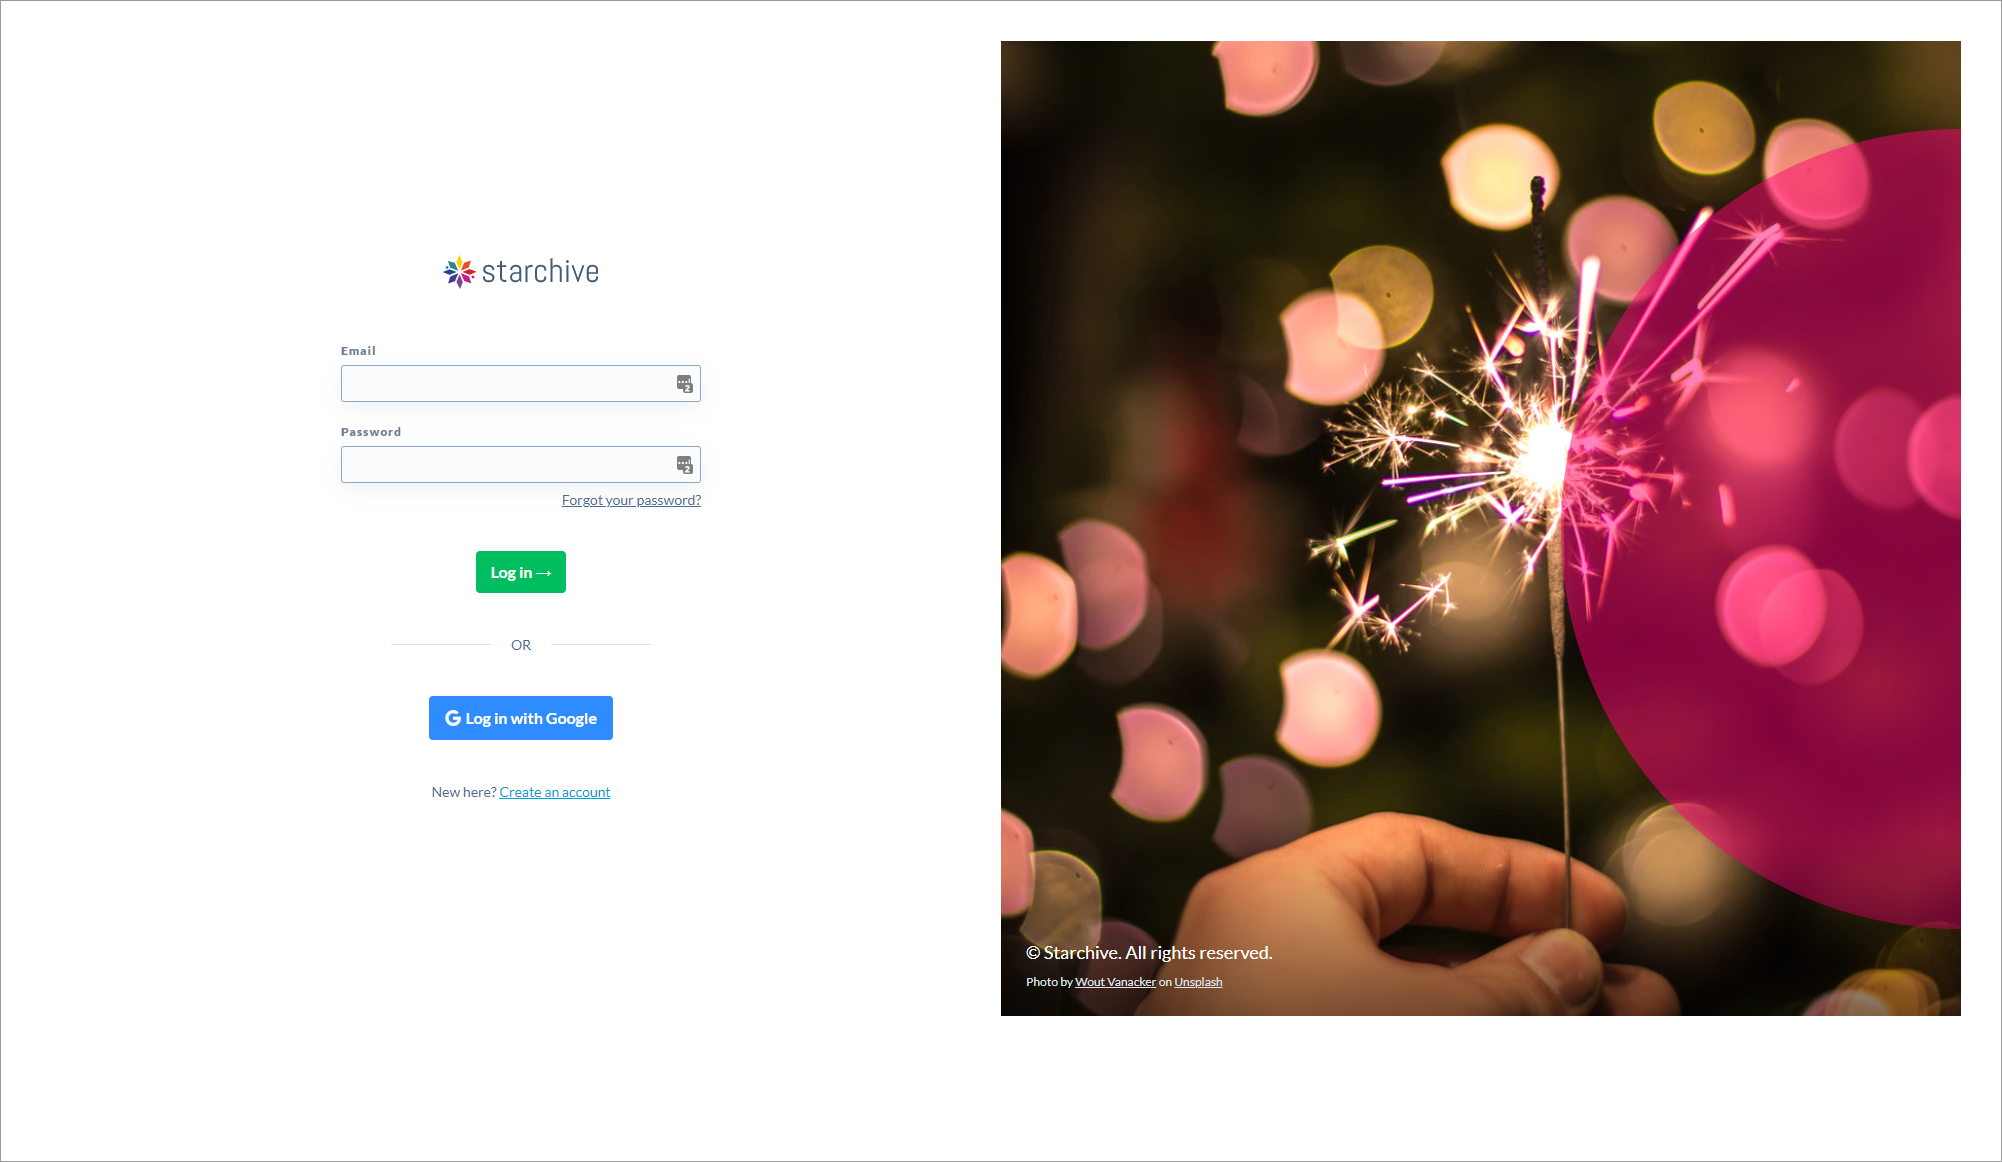 starchive
Email
Password
Forgot your password?
Log in →
OR
G Log in with Google
New here? Create an account
© Starchive. All rights reserved.
Photo by Wout Vanacker on Unsplash